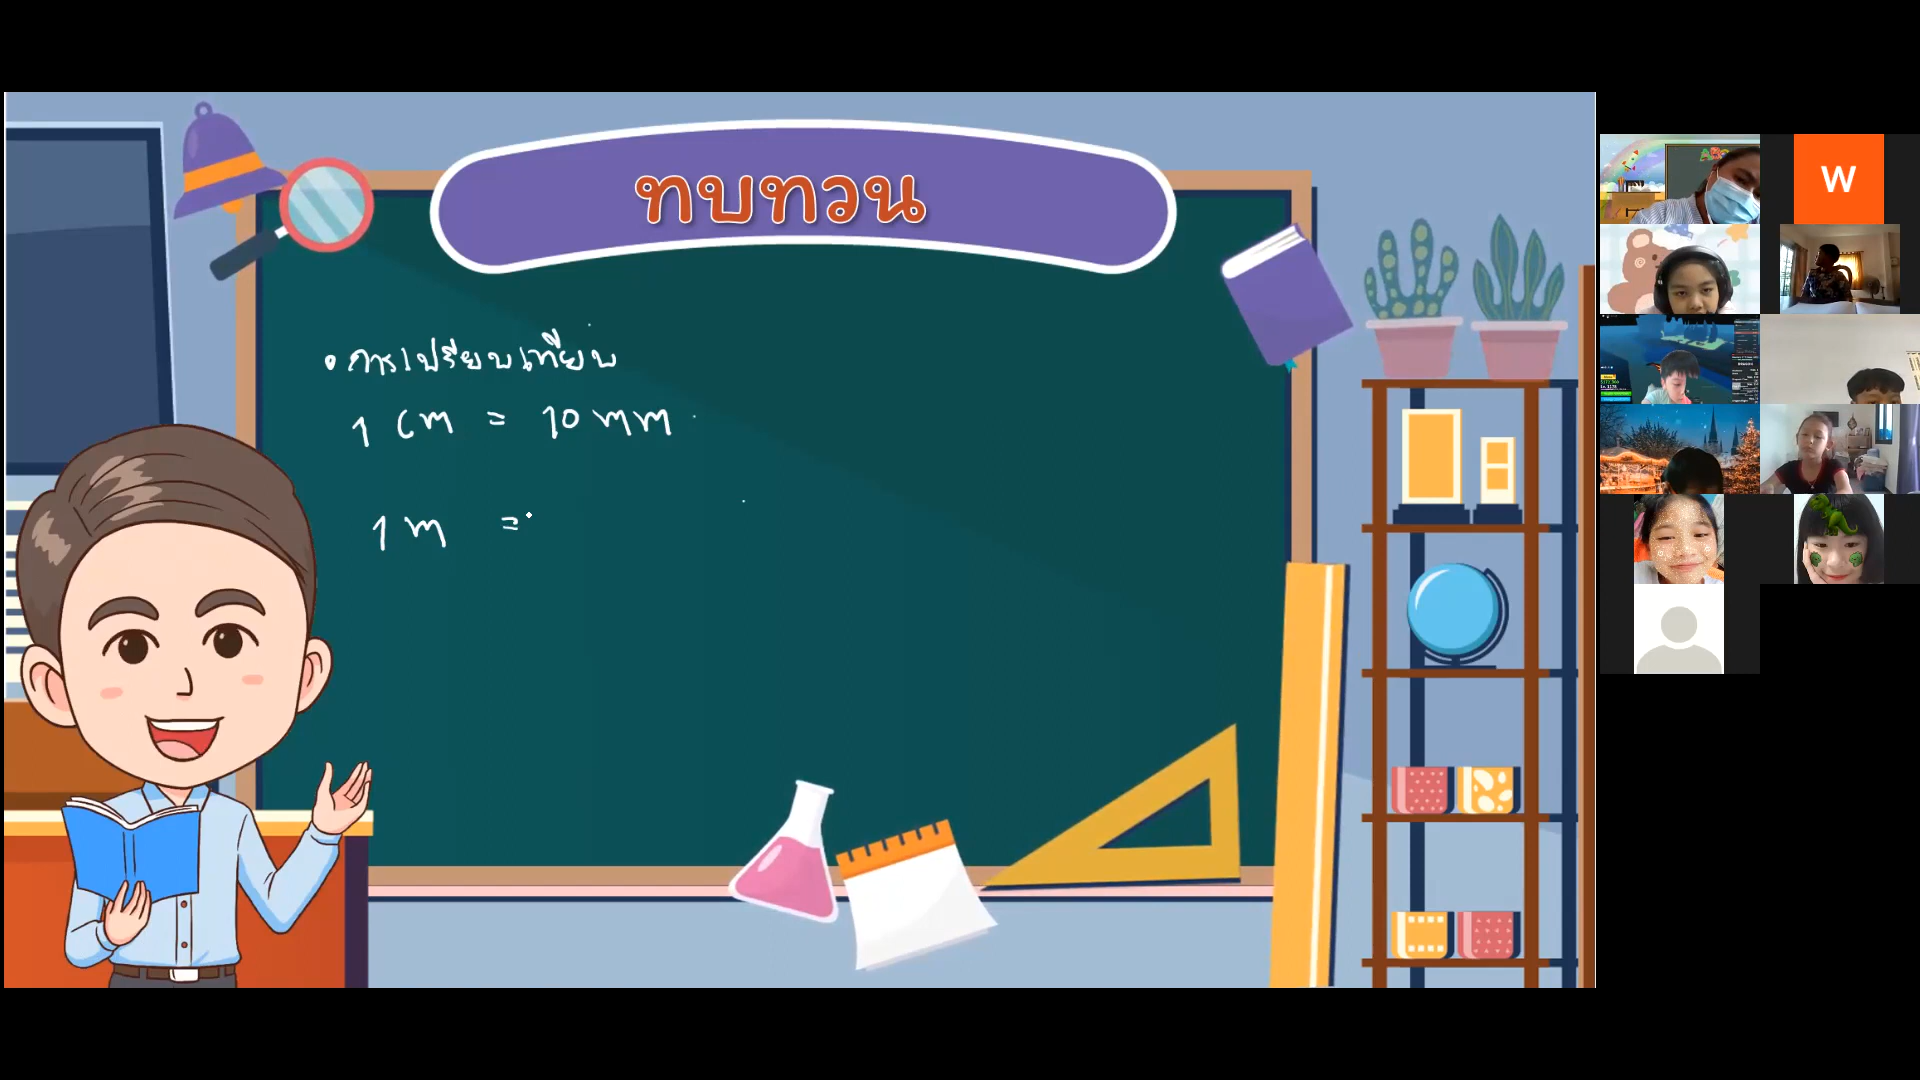 ทบทวน
• การเปรียบเทียบ
1 cm = 10 mm
1 m =
W